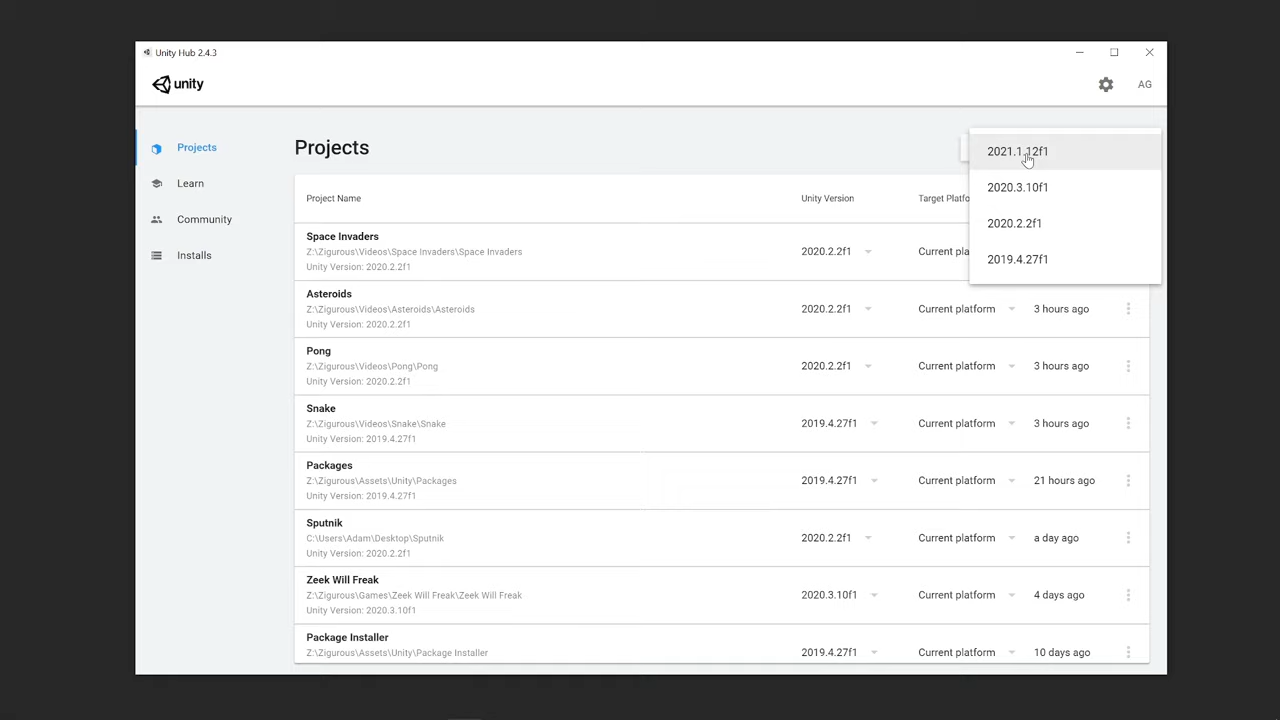 Unity Hub 2.4.3
unity
AG
Projects
Learn
Community
Installs
Projects
2021.1.12f1
2020.3.10f1
2020.2.2f1
2019.4.27f1
Project Name
Unity Version
Target Platfo
Space Invaders
Z:\Zigurous\Videos\Space Invaders\Space Invaders
Unity Version: 2020.2.2f1
2020.2.2f1
Current pla
Asteroids
Z:\Zigurous\Videos\Asteroids\Asteroids
Unity Version: 2020.2.2f1
2020.2.2f1
Current platform
3 hours ago
Pong
Z:\Zigurous\Videos\Pong\Pong
Unity Version: 2020.2.2f1
2020.2.2f1
Current platform
3 hours ago
Snake
Z:\Zigurous\Videos\Snake\Snake
Unity Version: 2019.4.27f1
2019.4.27f1
Current platform
3 hours ago
Packages
Z:\Zigurous\Assets\Unity\Packages
Unity Version: 2019.4.27f1
2019.4.27f1
Current platform
21 hours ago
Sputnik
C:\Users\Adam\Desktop\Sputnik
Unity Version: 2020.2.2f1
2020.2.2f1
Current platform
a day ago
Zeek Will Freak
Z:\Zigurous\Games\Zeek Will Freak\Zeek Will Freak
Unity Version: 2020.3.10f1
2020.3.10f1
Current platform
4 days ago
Package Installer
Z:\Zigurous\Assets\Unity\Package Installer
2019.4.27f1
Current platform
10 days ago